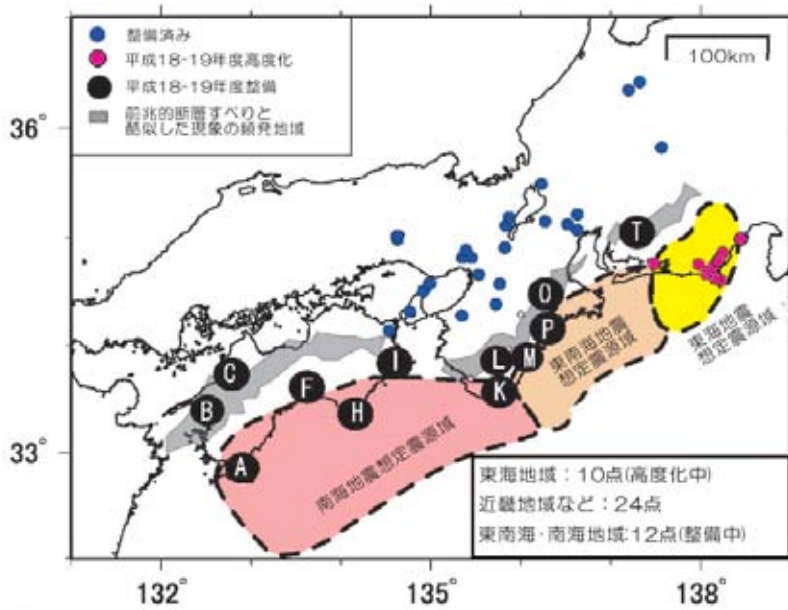 整備済み
平成18-19年度高度化
平成18-19年度整備
前兆的断層すべりと
酷似した現象の頻発地域
100km
36°
33°
132°
135°
138°
T
O
P
M
L
K
I
C
F
B
H
A
東海地震
想定震源域
東南海地震
想定震源域
南海地震想定震源域
東海地域：10点(高度化中)
近畿地域など：24点
東南海・南海地域:12点(整備中)